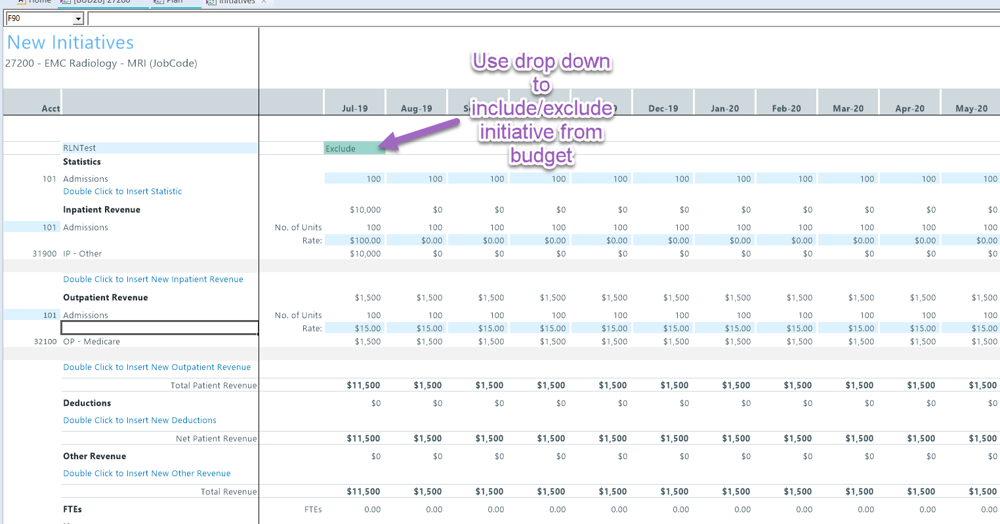 Home [BUD20] 27200 Plan Initiatives
F90
New Initiatives
27200 - EMC Radiology - MRI (JobCode)
Use drop down
to
include/exclude
initiative from
budget
Acct Jul-19 Aug-19 Dec-19 Jan-20 Feb-20 Mar-20 Apr-20 May-20
RLNTest Exclude
Statistics
101 Admissions 100 100 100 100 100 100 100 100 100 100 100
Double Click to Insert Statistic
Inpatient Revenue $10,000 $0 $0 $0 $0 $0 $0 $0 $0 $0 $0
101 Admissions No. of Units 100 100 100 100 100 100 100 100 100 100 100
Rate: $100.00 $0.00 $0.00 $0.00 $0.00 $0.00 $0.00 $0.00 $0.00 $0.00 $0.00
31900 IP - Other $10,000 $0 $0 $0 $0 $0 $0 $0 $0 $0 $0
Double Click to Insert New Inpatient Revenue
Outpatient Revenue $1,500 $1,500 $1,500 $1,500 $1,500 $1,500 $1,500 $1,500 $1,500 $1,500 $1,500
101 Admissions No. of Units 100 100 100 100 100 100 100 100 100 100 100
Rate: $15.00 $15.00 $15.00 $15.00 $15.00 $15.00 $15.00 $15.00 $15.00 $15.00 $15.00
32100 OP - Medicare $1,500 $1,500 $1,500 $1,500 $1,500 $1,500 $1,500 $1,500 $1,500 $1,500 $1,500
Double Click to Insert New Outpatient Revenue
Total Patient Revenue $11,500 $1,500 $1,500 $1,500 $1,500 $1,500 $1,500 $1,500 $1,500 $1,500 $1,500
Deductions $0 $0 $0 $0 $0 $0 $0 $0 $0 $0 $0
Double Click to Insert New Deductions
Net Patient Revenue $11,500 $1,500 $1,500 $1,500 $1,500 $1,500 $1,500 $1,500 $1,500 $1,500 $1,500
Other Revenue $0 $0 $0 $0 $0 $0 $0 $0 $0 $0 $0
Double Click to Insert New Other Revenue
Total Revenue $11,500 $1,500 $1,500 $1,500 $1,500 $1,500 $1,500 $1,500 $1,500 $1,500 $1,500
FTEs FTEs 0.00 0.00 0.00 0.00 0.00 0.00 0.00 0.00 0.00 0.00 0.00